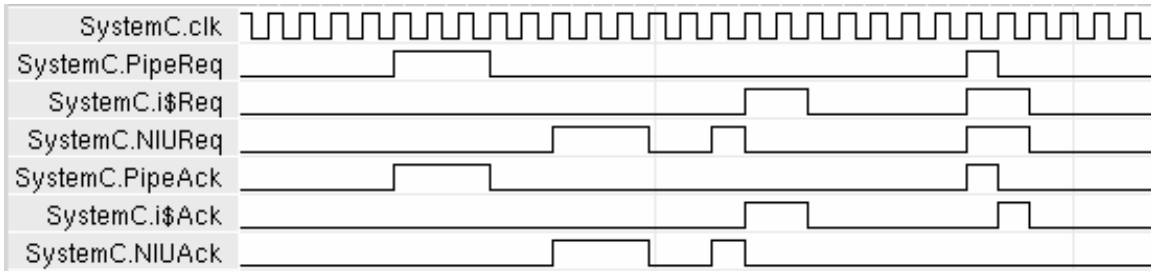 SystemC.clk
SystemC.PipeReq
SystemC.i$Req
SystemC.NIUReq
SystemC.PipeAck
SystemC.i$Ack
SystemC.NIUAck